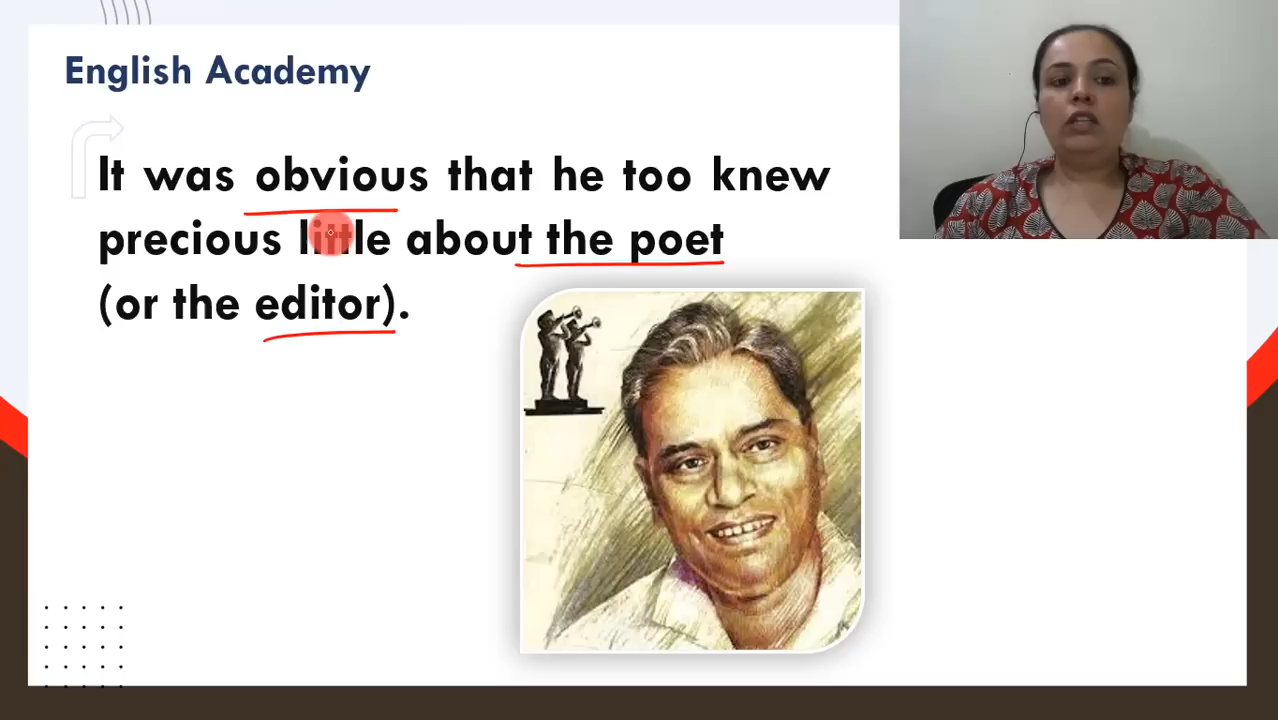 English Academy
It was obvious that he too knew
precious little about the poet
(or the editor).